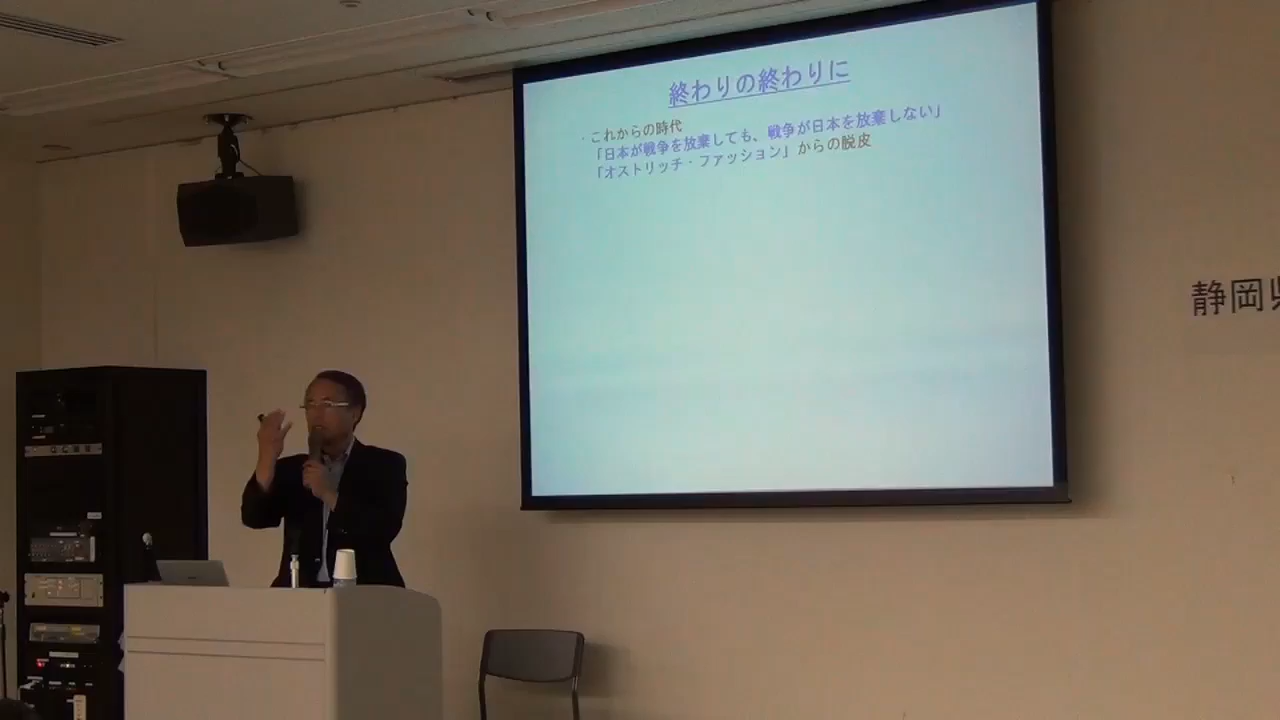 終わりの終わりに
・これからの時代
「日本が戦争を放棄しても、戦争が日本を放棄しない」
「オストリッチ・ファッション」からの脱皮
静岡県